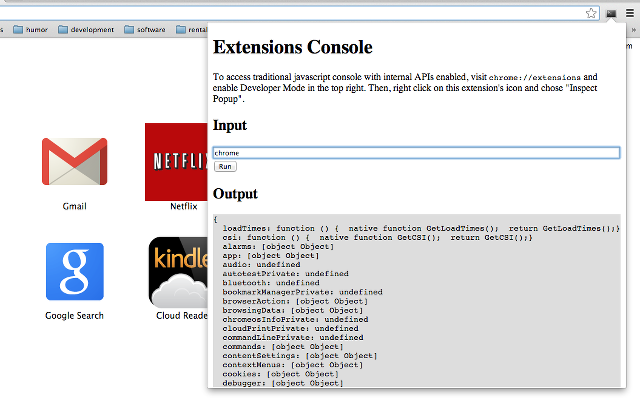 s humor development software rental »
Extensions Console
m
To access traditional javascript console with internal APIs enabled, visit chrome://extensions and
enable Developer Mode in the top right. Then, right click on this extension's icon and chose "Inspect
Popup".
Input
chrome
Run
Output
{
loadTimes: function () {  native function GetLoadTimes();  return GetLoadTimes();}
csi: function () {  native function GetCSI();  return GetCSI();}
alarms: [object Object]
app: [object Object]
audio: undefined
autotestPrivate: undefined
bluetooth: undefined
bookmarkManagerPrivate: undefined
browserAction: [object Object]
browsingData: [object Object]
chromeosInfoPrivate: undefined
cloudPrintPrivate: undefined
commandLinePrivate: undefined
commands: [object Object]
contentSettings: [object Object]
contextMenus: [object Object]
cookies: [object Object]
debugger: [object Object]
NETFLIX
Gmail
Netflix
g
kindle
Google Search
Cloud Reade